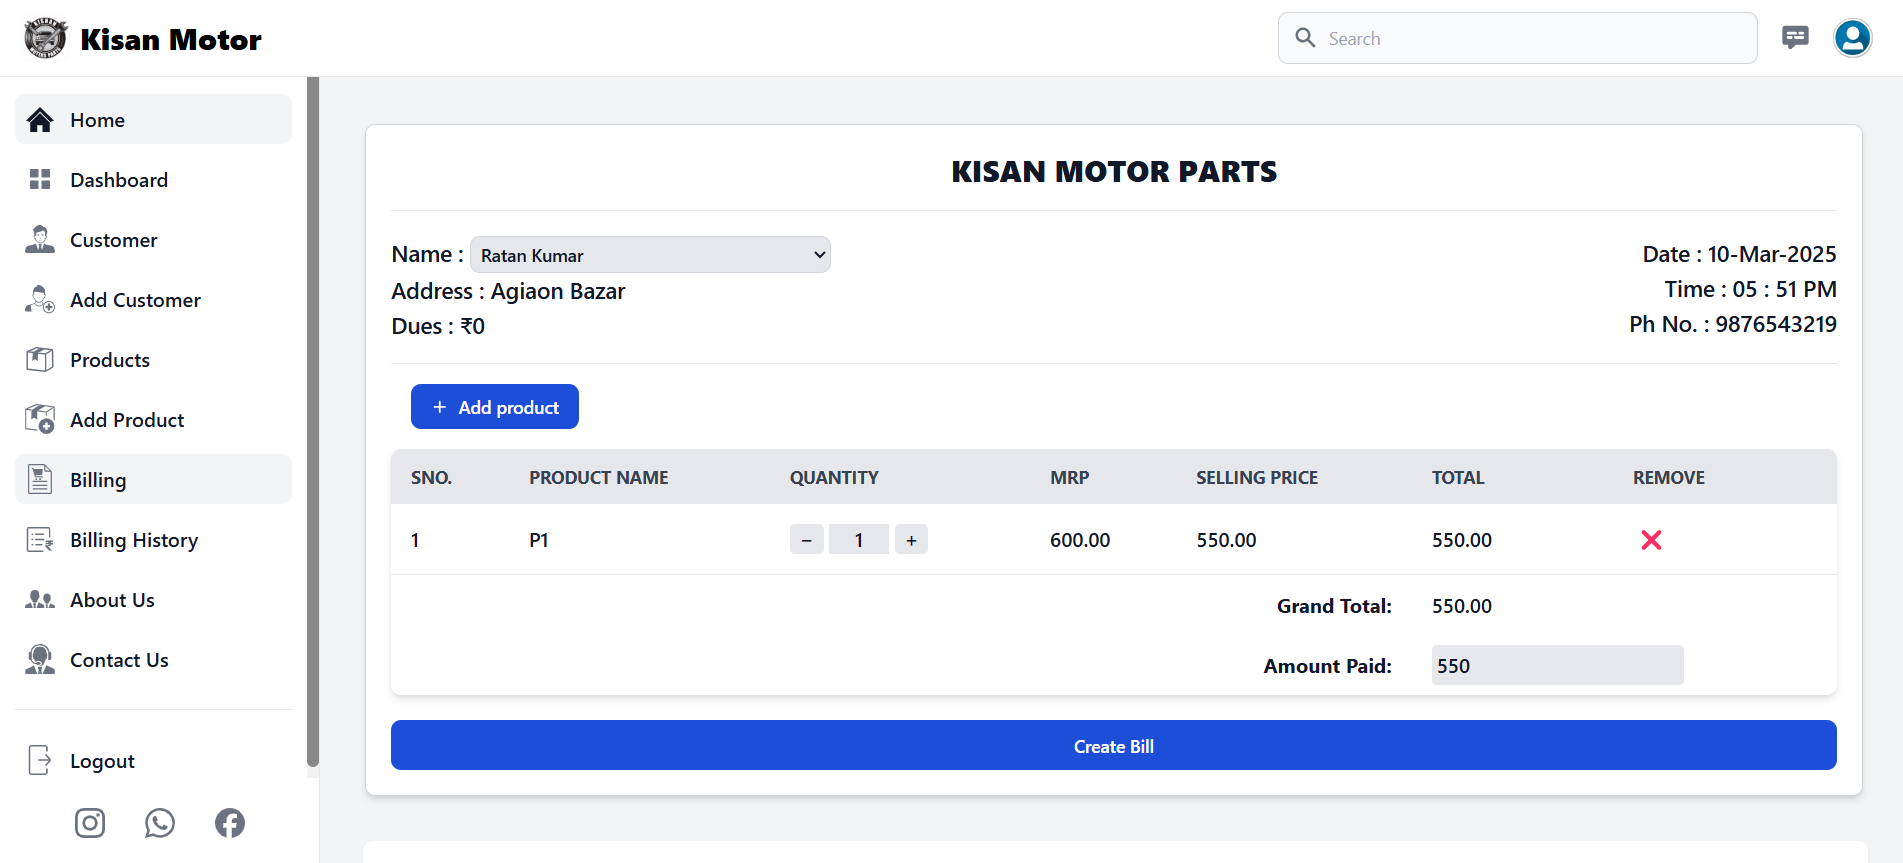 Kisan Motor
Search
Home
Dashboard
Customer
Add Customer
Products
Add Product
Billing
Billing History
About Us
Contact Us
Logout
KISAN MOTOR PARTS
Name : Ratan Kumar
Address : Agiaon Bazar
Dues : ₹0
Date : 10-Mar-2025
Time : 05 : 51 PM
Ph No. : 9876543219
+ Add product
SNO. PRODUCT NAME QUANTITY MRP SELLING PRICE TOTAL REMOVE
1 P1 − 1 + 600.00 550.00 550.00
Grand Total: 550.00
Amount Paid: 550
Create Bill